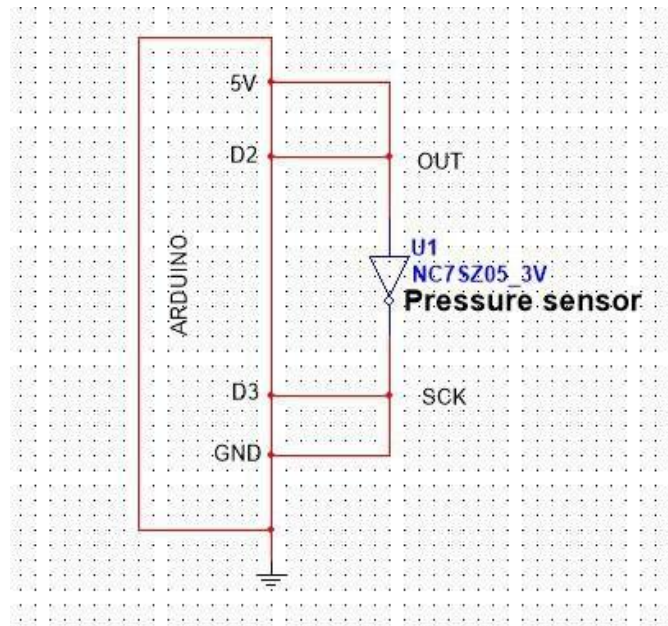 5V
D2
OUT
ARDUINO
U1
NC7SZ05_3V
Pressure sensor
D3
SCK
GND